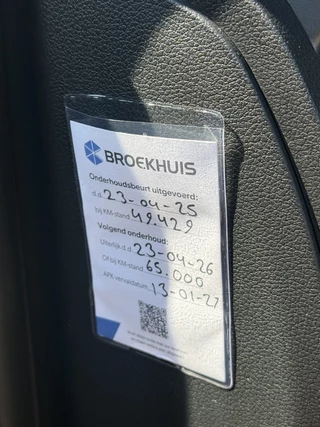 BROEKHUIS
Onderhoudsbeurt uitgevoerd:
d.d. 23-04-25
bij KM-stand 49.429
Volgend onderhoud:
Uiterlijk d.d. 23-04-26
Of bij KM-stand 65.000
APK-vervaldatum 13-01-27